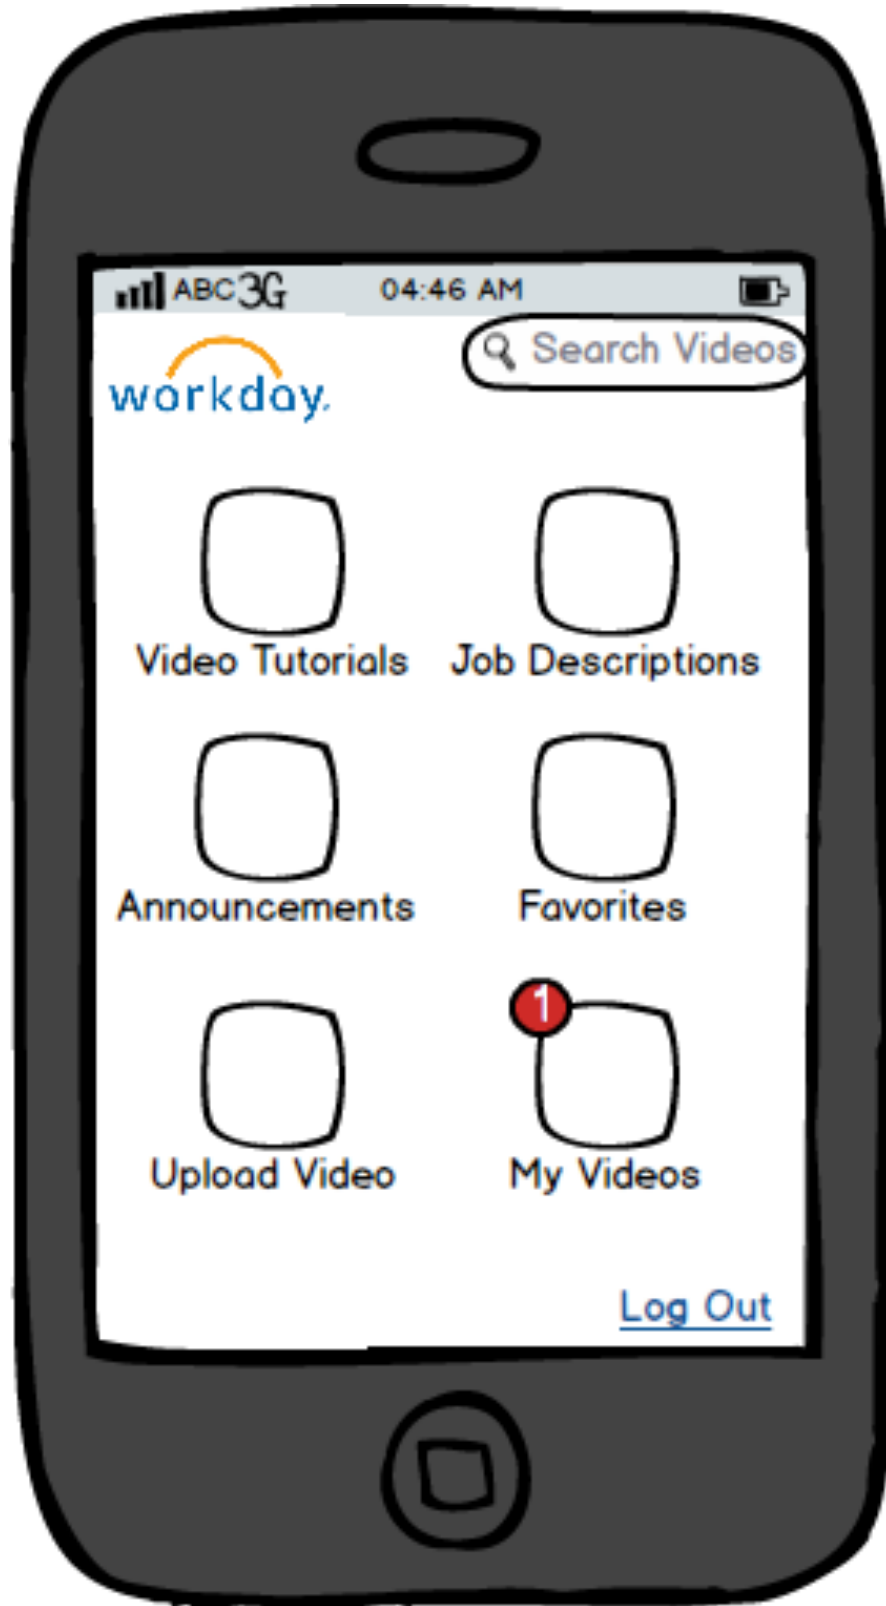 ABC 3G 04:46 AM
Search Videos
workday.
Video Tutorials Job Descriptions
Announcements Favorites
1
Upload Video My Videos
Log Out